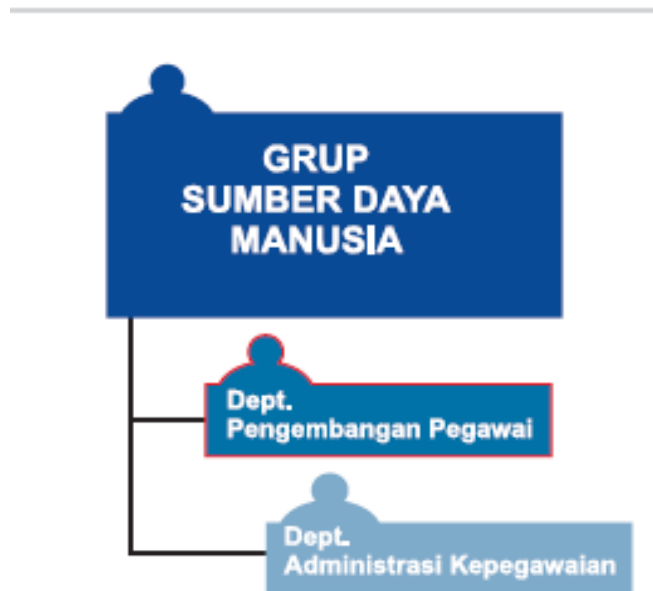 GRUP
SUMBER DAYA
MANUSIA
Dept.
Pengembangan Pegawai
Dept.
Administrasi Kepegawaian